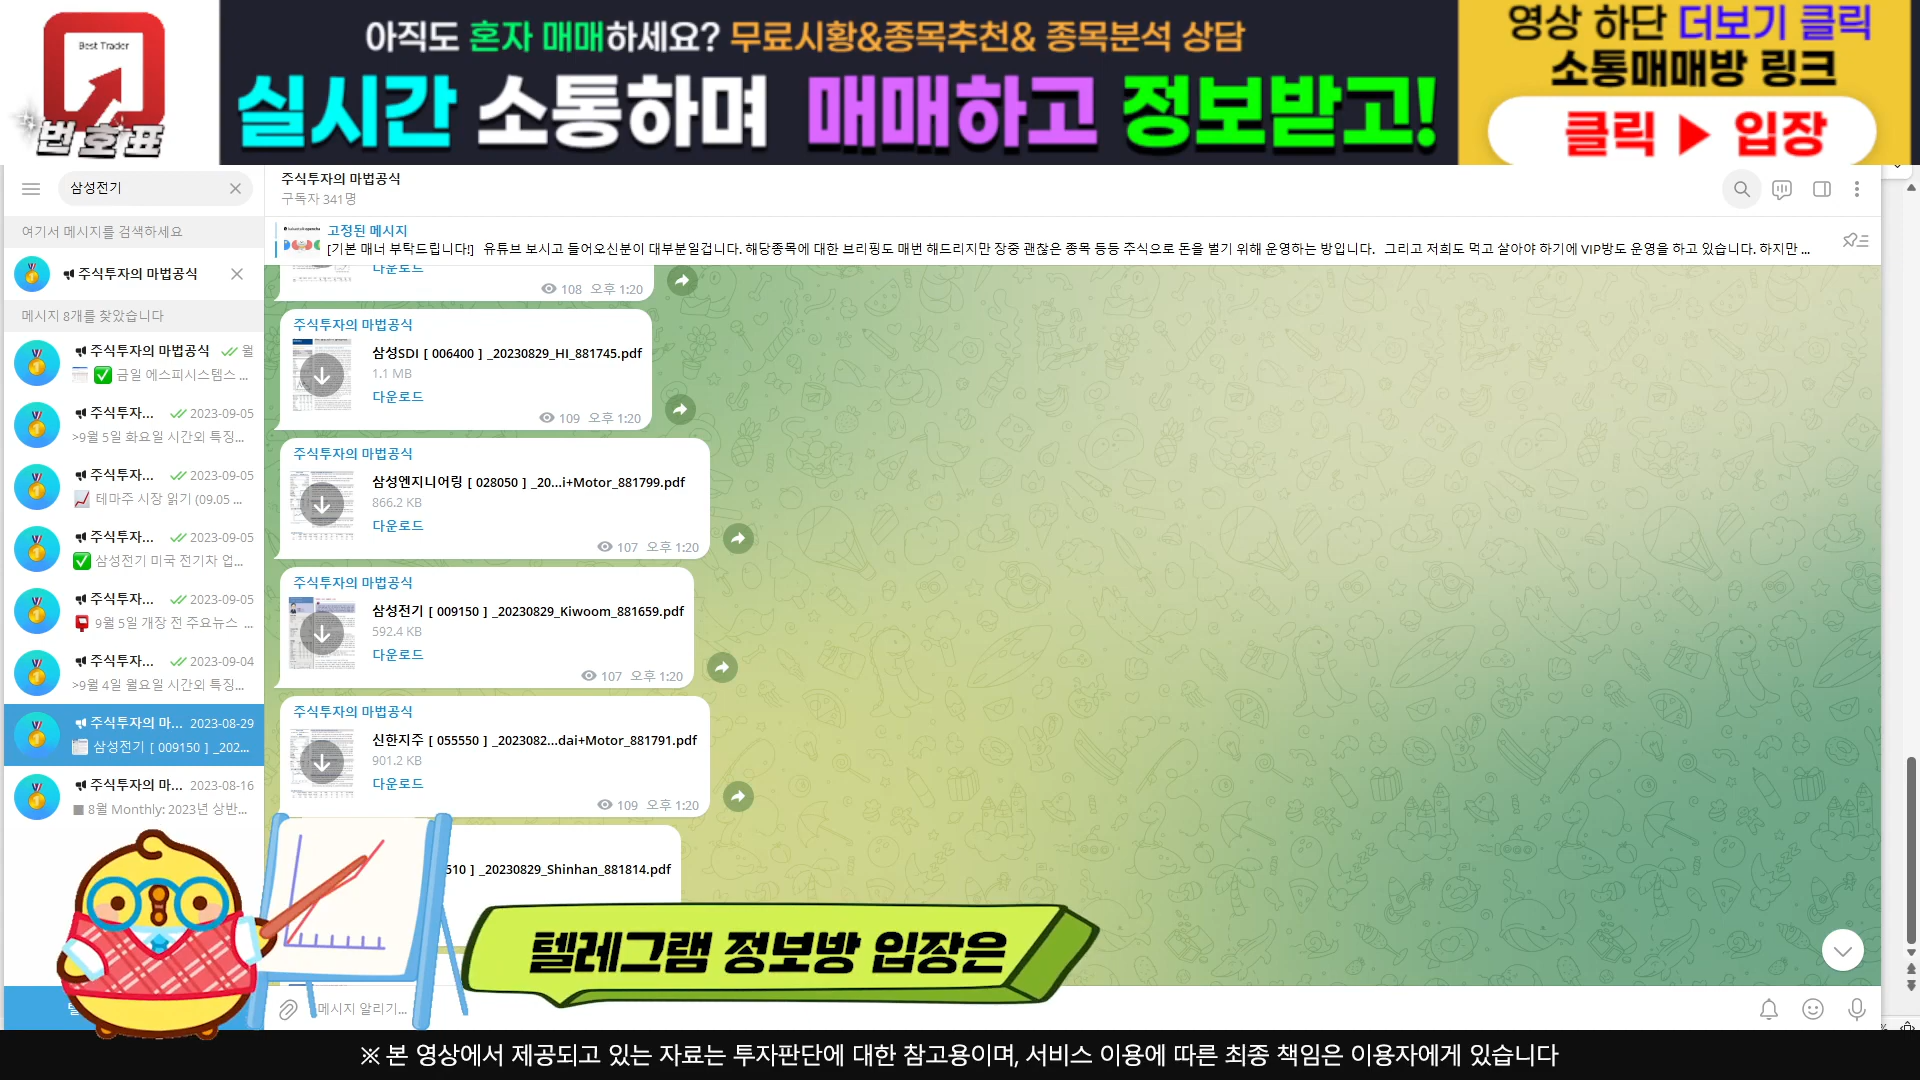 Best Trader
번호표
아직도 혼자 매매하세요? 무료시황&종목추천& 종목분석 상담
실시간 소통하며 매매하고 정보받고!
영상 하단 더보기 클릭
소통매매방 링크
클릭 ▶ 입장
삼성전기
여기서 메시지를 검색하세요
주식투자의 마법공식
메시지 8개를 찾았습니다
주식투자의 마법공식 월
금일 에스피시스템스 ...
주식투자... 2023-09-05
>9월 5일 화요일 시간외 특징...
주식투자... 2023-09-05
테마주 시장 읽기 (09.05 ...
주식투자... 2023-09-05
삼성전기 미국 전기차 업...
주식투자... 2023-09-05
9월 5일 개장 전 주요뉴스 ...
주식투자... 2023-09-04
>9월 4일 월요일 시간외 특징...
주식투자의 마... 2023-08-29
삼성전기 [ 009150 ] _202...
주식투자의 마... 2023-08-16
■ 8월 Monthly: 2023년 상반...
주식투자의 마법공식
구독자 341명
고정된 메시지
[기본 매너 부탁드립니다!] 유튜브 보시고 들어오신분이 대부분일겁니다. 해당종목에 대한 브리핑도 매번 해드리지만 장중 괜찮은 종목 등등 주식으로 돈을 벌기 위해 운영하는 방입니다. 그리고 저희도 먹고 살아야 하기에 VIP방도 운영을 하고 있습니다. 하지만 ...
다운로드
108 오후 1:20
주식투자의 마법공식
삼성SDI [ 006400 ] _20230829_HI_881745.pdf
1.1 MB
다운로드
109 오후 1:20
주식투자의 마법공식
삼성엔지니어링 [ 028050 ] _20...i+Motor_881799.pdf
866.2 KB
다운로드
107 오후 1:20
주식투자의 마법공식
삼성전기 [ 009150 ] _20230829_Kiwoom_881659.pdf
592.4 KB
다운로드
107 오후 1:20
주식투자의 마법공식
신한지주 [ 055550 ] _2023082...dai+Motor_881791.pdf
901.2 KB
다운로드
109 오후 1:20
510 ] _20230829_Shinhan_881814.pdf
텔레그램 정보방 입장은
메시지 알리기...
※ 본 영상에서 제공되고 있는 자료는 투자판단에 대한 참고용이며, 서비스 이용에 따른 최종 책임은 이용자에게 있습니다